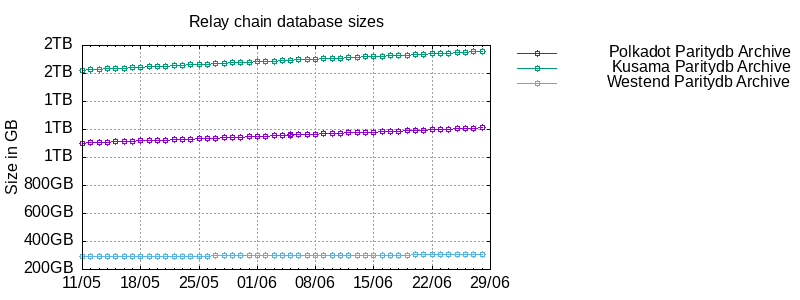 Relay chain database sizes
2TB
2TB
1TB
1TB
1TB
800GB
600GB
400GB
200GB
Size in GB
11/05 18/05 25/05 01/06 08/06 15/06 22/06 29/06
Polkadot Paritydb Archive
Kusama Paritydb Archive
Westend Paritydb Archive